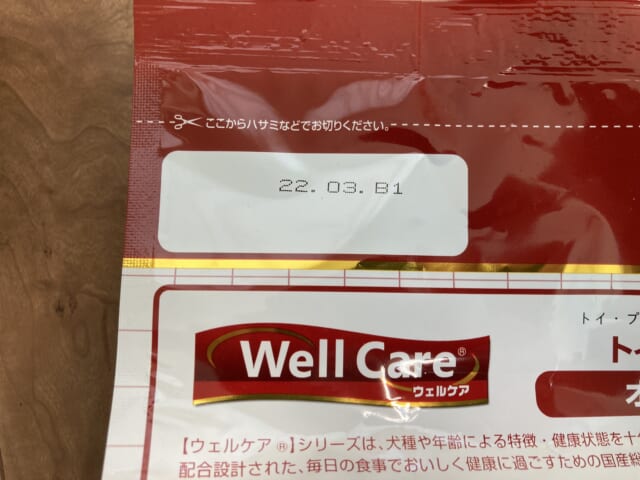 ここからハサミなどでお切りください。
22.03.B1
トイ・プ
ト
Well Care®
ウェルケア
【ウェルケア®】シリーズは、犬種や年齢による特徴・健康状態を十
配合設計された、毎日の食事でおいしく健康に過ごすための国産総